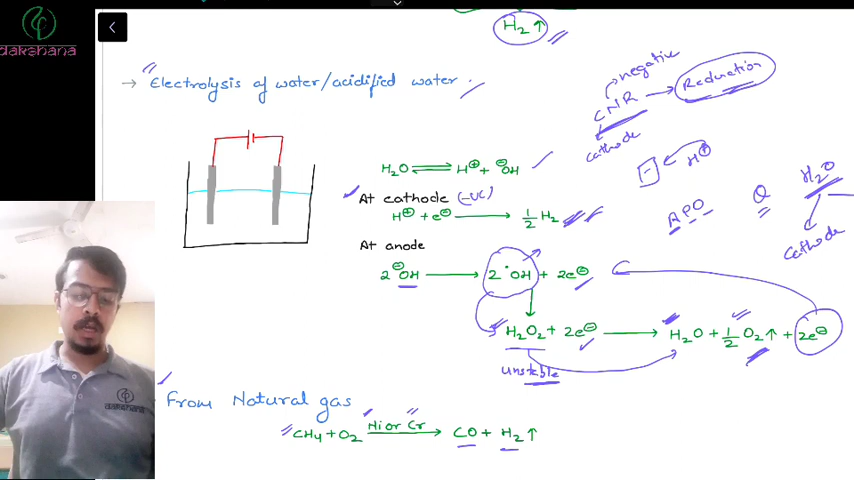 dakshana
H₂ ↑
→ "Electrolysis of water/acidified water"
CNR
negative
Reduction
cathode
H₂O ⇌ H⊕ + ⊖OH
- H⊕
At cathode (-vc)
H⊕ + e⊖ → 1/2 H₂
APO
Q
H₂O
cathode
At anode
2 ⊖OH → 2 •OH + 2e⊖
H₂O₂ + 2e⊖ → H₂O + 1/2 O₂ ↑ + 2e⊖
Unstable
From Natural gas
CH₄ + O₂ Ni or Cr → CO + H₂ ↑
dakshana